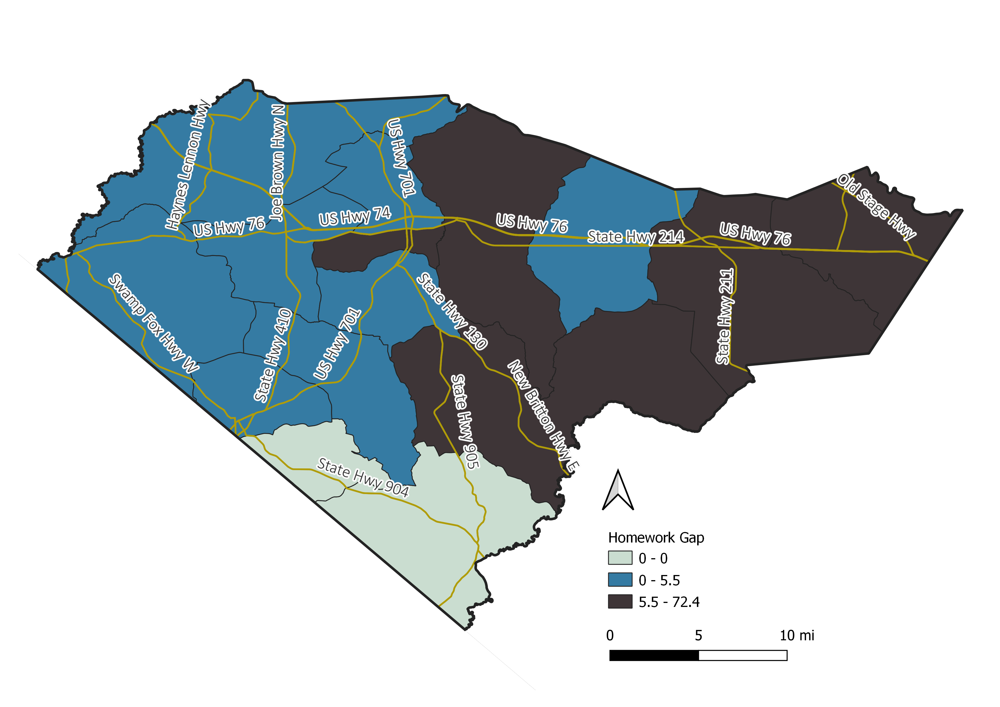 Haynes Lennon Hwy
Joe Brown Hwy N
US Hwy 701
Old Stage Hwy
US Hwy 76
US Hwy 74
US Hwy 76
State Hwy 214
US Hwy 76
Swamp Fox Hwy W
State Hwy 410
US Hwy 701
State Hwy 130
State Hwy 211
New Britton Hwy E
State Hwy 905
State Hwy 904
Homework Gap
0 - 0
0 - 5.5
5.5 - 72.4
0 5 10 mi